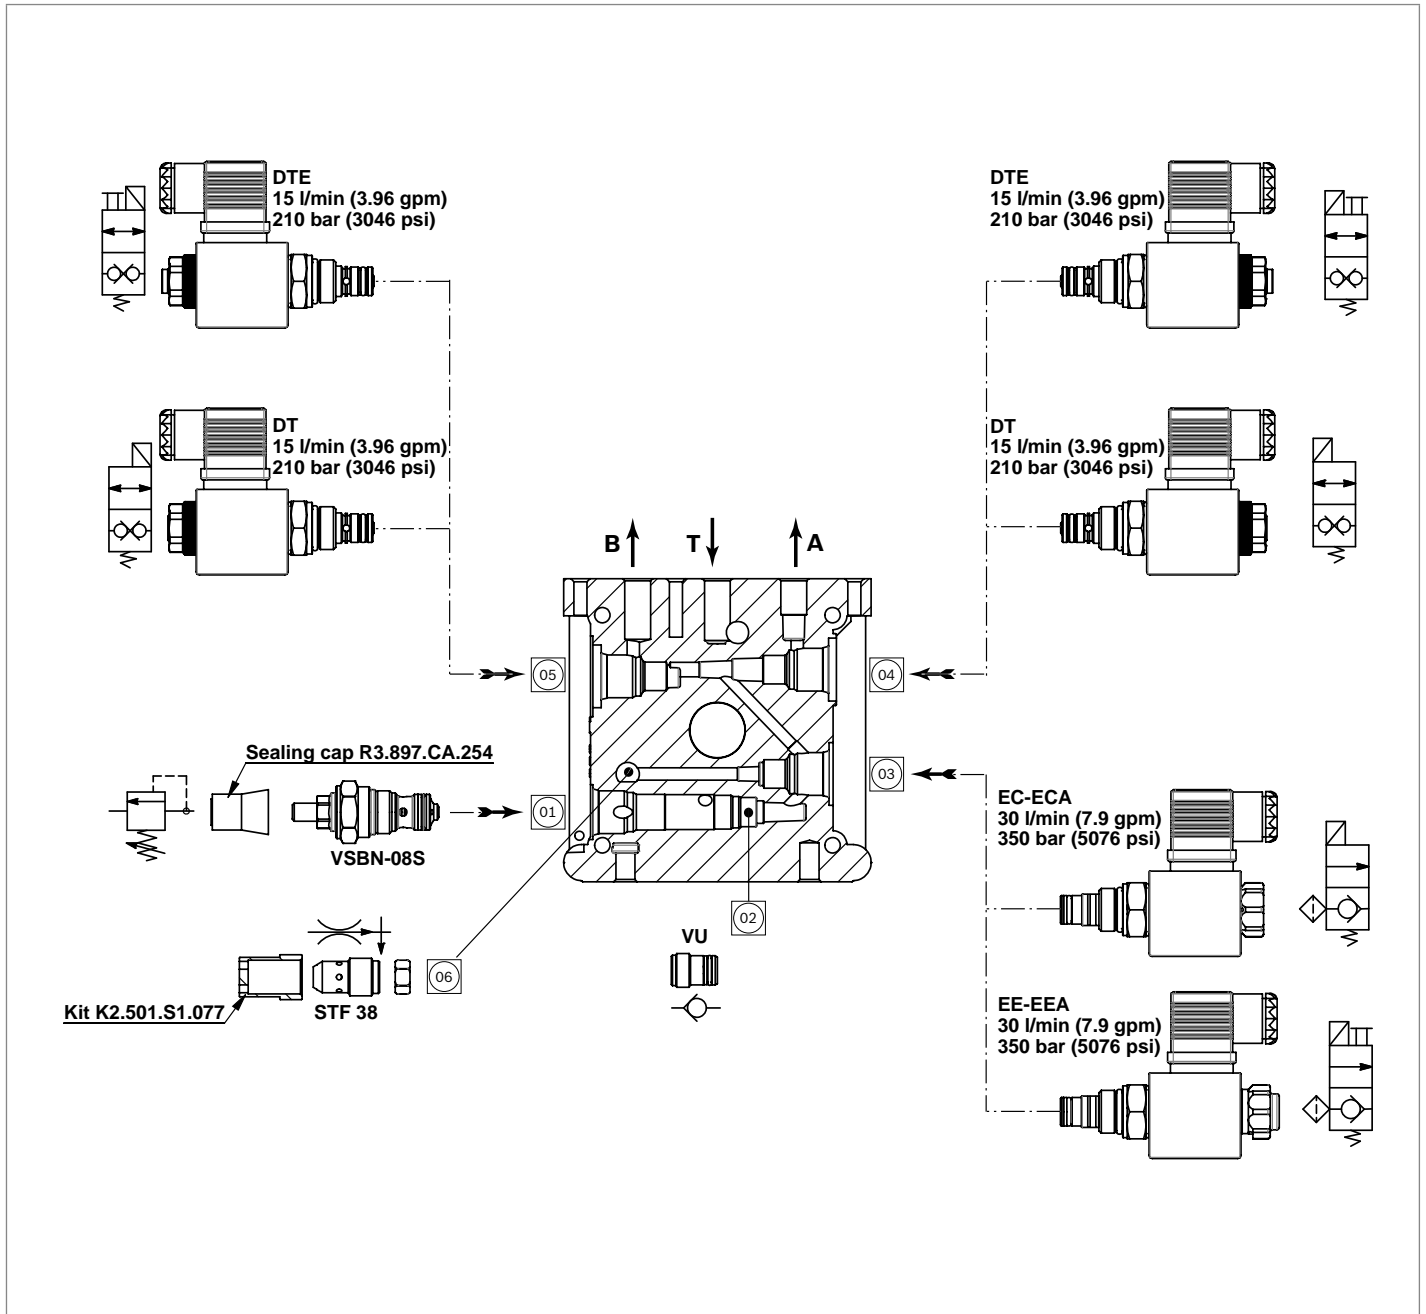 DTE
15 l/min (3.96 gpm)
210 bar (3046 psi)
DTE
15 l/min (3.96 gpm)
210 bar (3046 psi)
DT
15 l/min (3.96 gpm)
210 bar (3046 psi)
DT
15 l/min (3.96 gpm)
210 bar (3046 psi)
B T A
05
04
Sealing cap R3.897.CA.254
03
01
VSBN-08S
EC-ECA
30 l/min (7.9 gpm)
350 bar (5076 psi)
02
VU
06
Kit K2.501.S1.077
STF 38
EE-EEA
30 l/min (7.9 gpm)
350 bar (5076 psi)